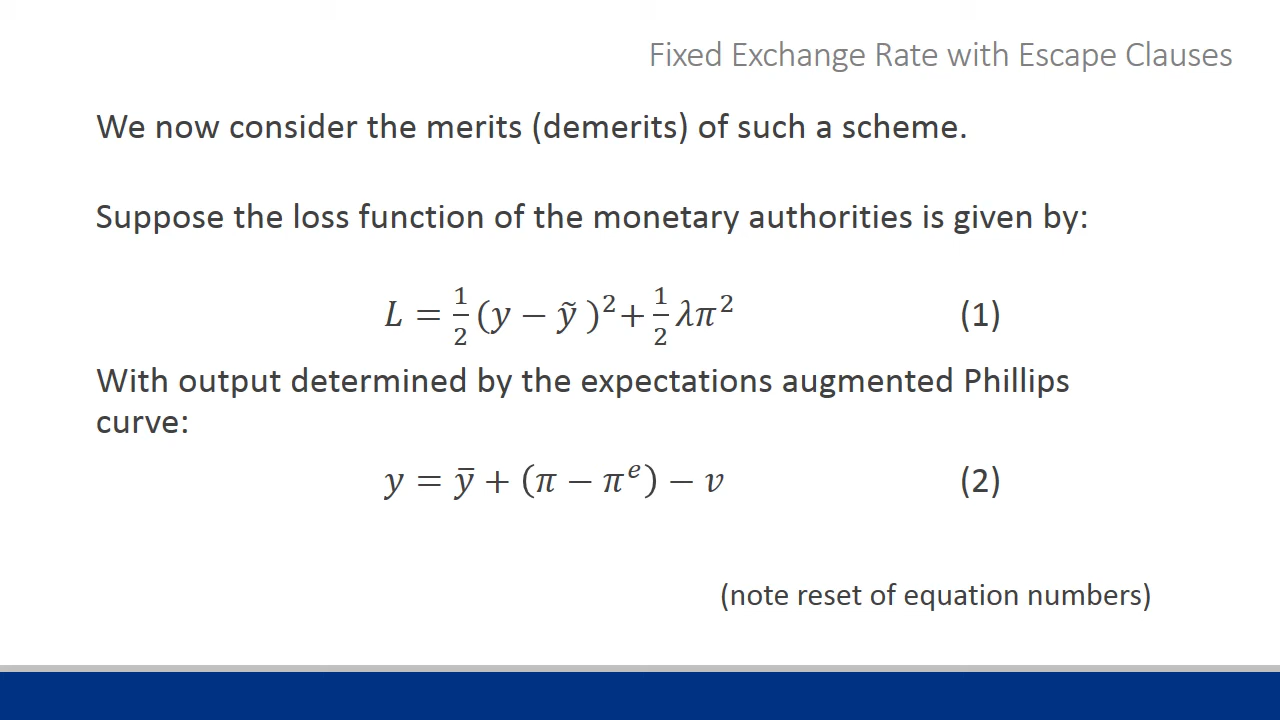 Fixed Exchange Rate with Escape Clauses
We now consider the merits (demerits) of such a scheme.
Suppose the loss function of the monetary authorities is given by:
𝐿 = 1/2 (𝑦 − 𝑦̃ )² + 1/2 𝜆𝜋² (1)
With output determined by the expectations augmented Phillips
curve:
𝑦 = 𝑦̅ + (𝜋 − 𝜋ᵉ) − 𝑣 (2)
(note reset of equation numbers)